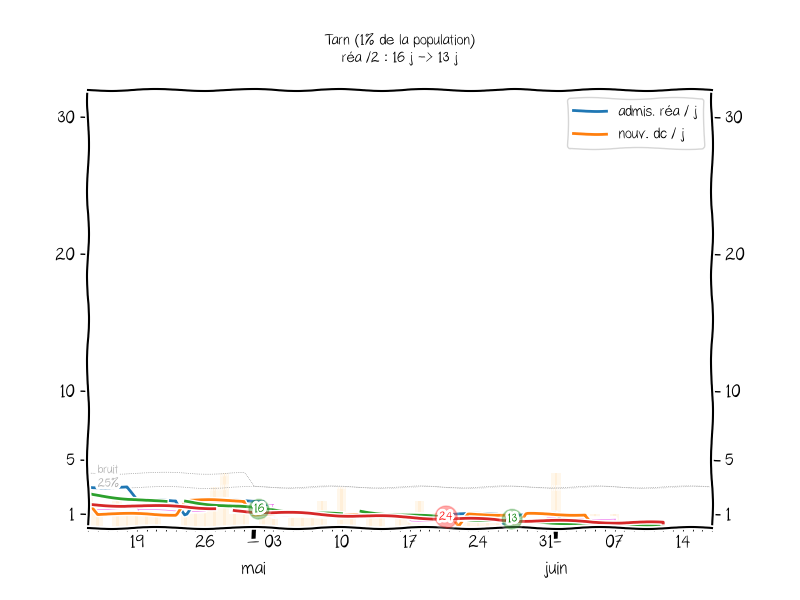 Tarn (1% de la population)
réa /2 : 16 j -> 13 j
admis. réa / j
nouv. dc / j
30 30
20 20
10 10
5 5
bruit
25%
1 16 24 13 1
19 26 03 10 17 24 31 07 14
mai juin